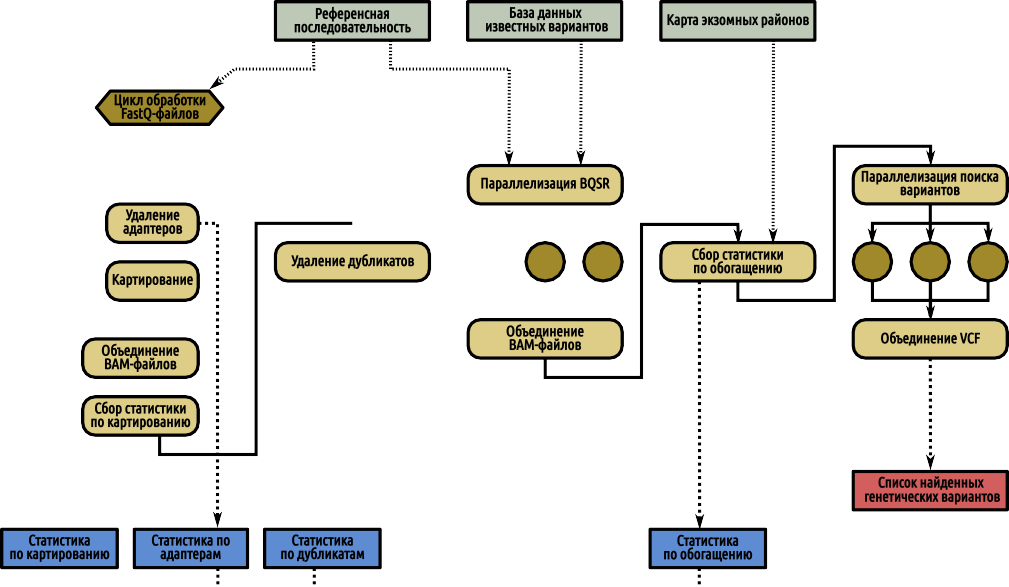 Референсная
последовательность
База данных
известных вариантов
Карта экзомных районов
Цикл обработки
FastQ-файлов
Параллелизация BQSR
Параллелизация поиска
вариантов
Удаление
адаптеров
Удаление дубликатов
Сбор статистики
по обогащению
Картирование
Объединение
BAM-файлов
Объединение VCF
Объединение
BAM-файлов
Сбор статистики
по картированию
Список найденных
генетических вариантов
Статистика
по картированию
Статистика по
адаптерам
Статистика
по дубликатам
Статистика
по обогащению